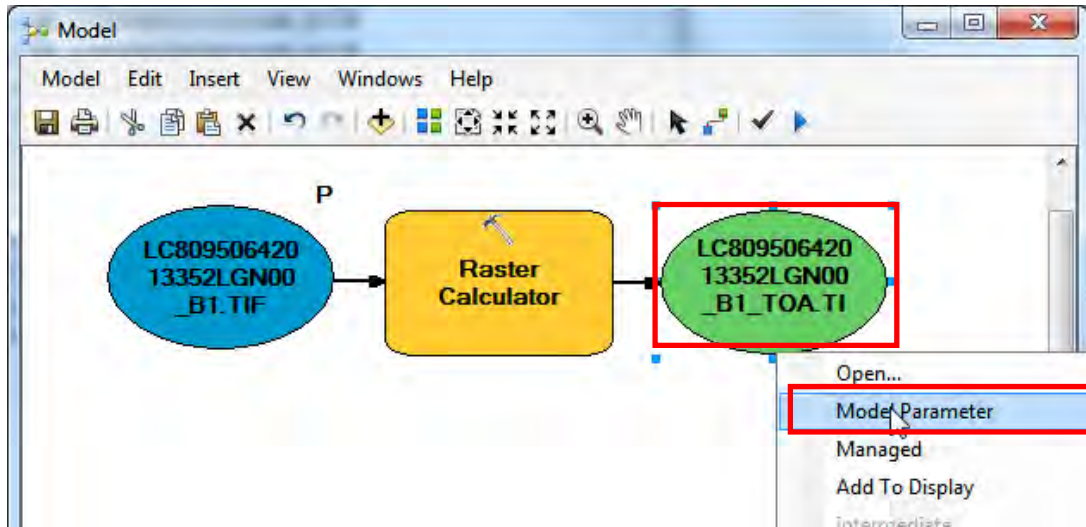 Model
Model Edit Insert View Windows Help
P
LC809506420
13352LGN00
_B1.TIF
Raster
Calculator
LC809506420
13352LGN00
_B1_TOA.TI
Open...
Model Parameter
Managed
Add To Display
intermediate